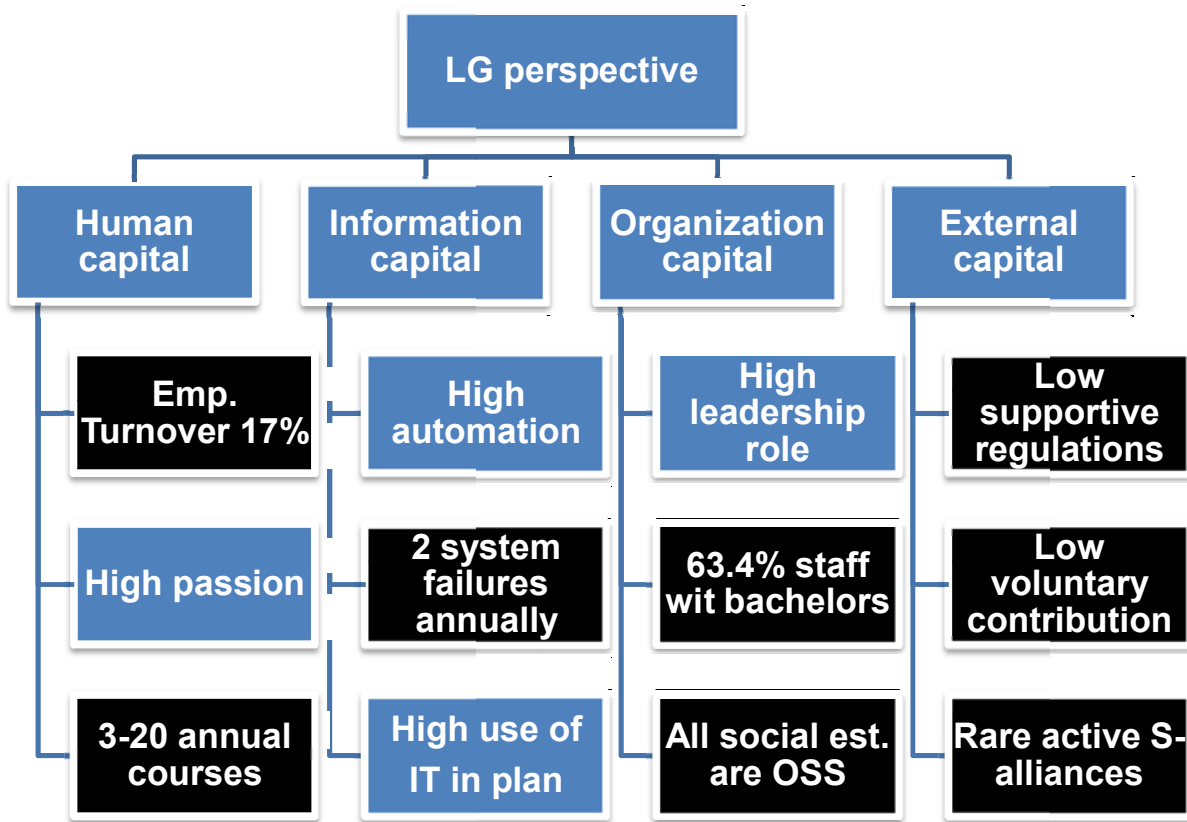 LG perspective
Human
capital
Information
capital
Organization
capital
External
capital
Emp.
Turnover 17%
High
automation
High
leadership
role
Low
supportive
regulations
High passion
2 system
failures
annually
63.4% staff
wit bachelors
Low
voluntary
contribution
3-20 annual
courses
High use of
IT in plan
All social est.
are OSS
Rare active S-
alliances